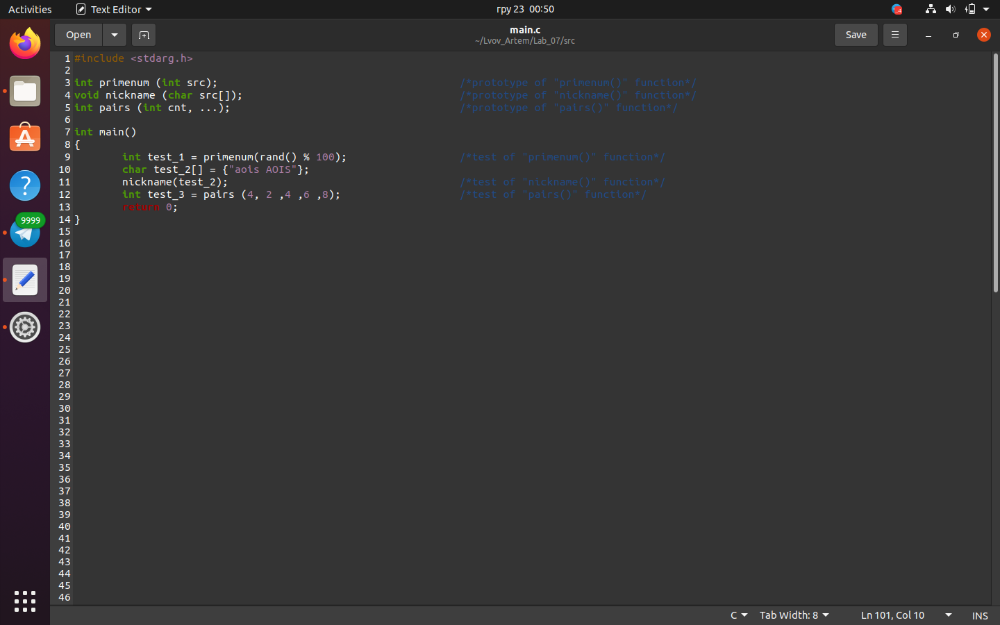 Activities Text Editor гру 23 00:50
Open main.c Save
~/Lvov_Artem/Lab_07/src
1 #include <stdarg.h>
2
3 int primenum (int src); /*prototype of "primenum()" function*/
4 void nickname (char src[]); /*prototype of "nickname()" function*/
5 int pairs (int cnt, ...); /*prototype of "pairs()" function*/
6
7 int main()
8 {
9 int test_1 = primenum(rand() % 100); /*test of "primenum()" function*/
10 char test_2[] = {"aois AOIS"};
11 nickname(test_2); /*test of "nickname()" function*/
12 int test_3 = pairs (4, 2 ,4 ,6 ,8); /*test of "pairs()" function*/
13 return 0;
14 }
15
16
17
18
19
20
21
22
23
24
25
26
27
28
29
30
31
32
33
34
35
36
37
38
39
40
41
42
43
44
45
46
9999
C Tab Width: 8 Ln 101, Col 10 INS